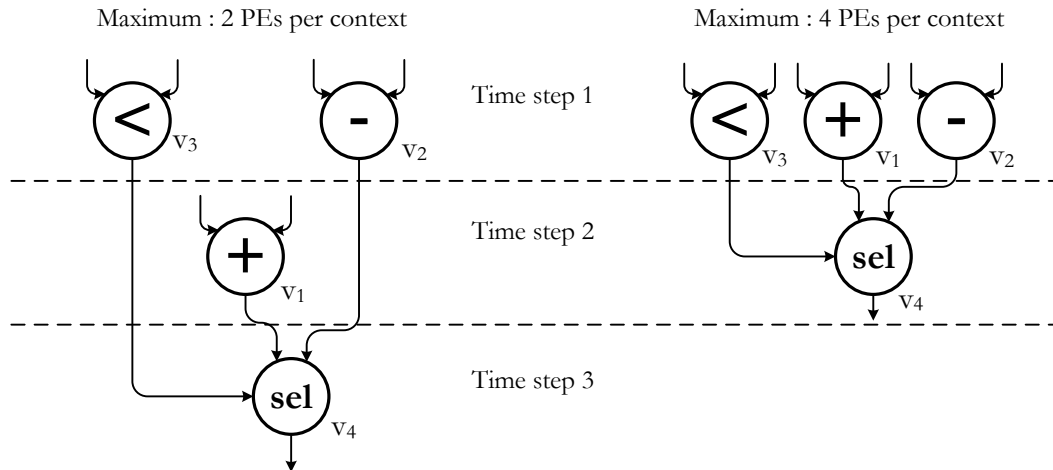 Maximum : 2 PEs per context
Maximum : 4 PEs per context
Time step 1
<
v3
-
v2
<
v3
+
v1
-
v2
Time step 2
+
v1
sel
v4
Time step 3
sel
v4